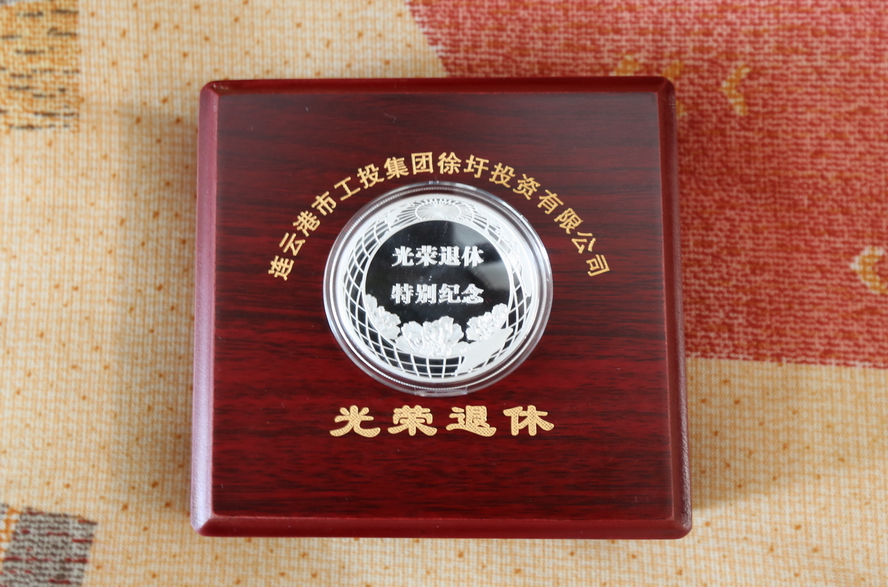 连云港市工投集团徐圩投资有限公司
光荣退休
特别纪念
光荣退休